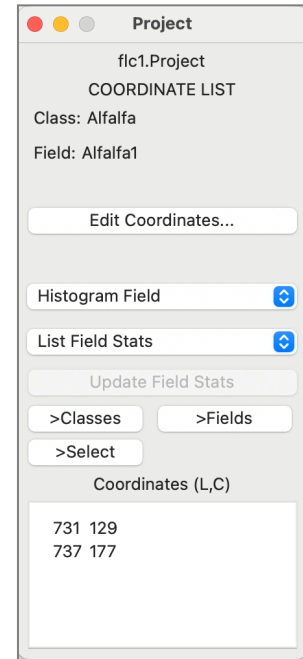 Project
flc1.Project
COORDINATE LIST
Class: Alfalfa
Field: Alfalfa1
Edit Coordinates...
Histogram Field
List Field Stats
Update Field Stats
>Classes >Fields
>Select
Coordinates (L,C)
731 129
737 177